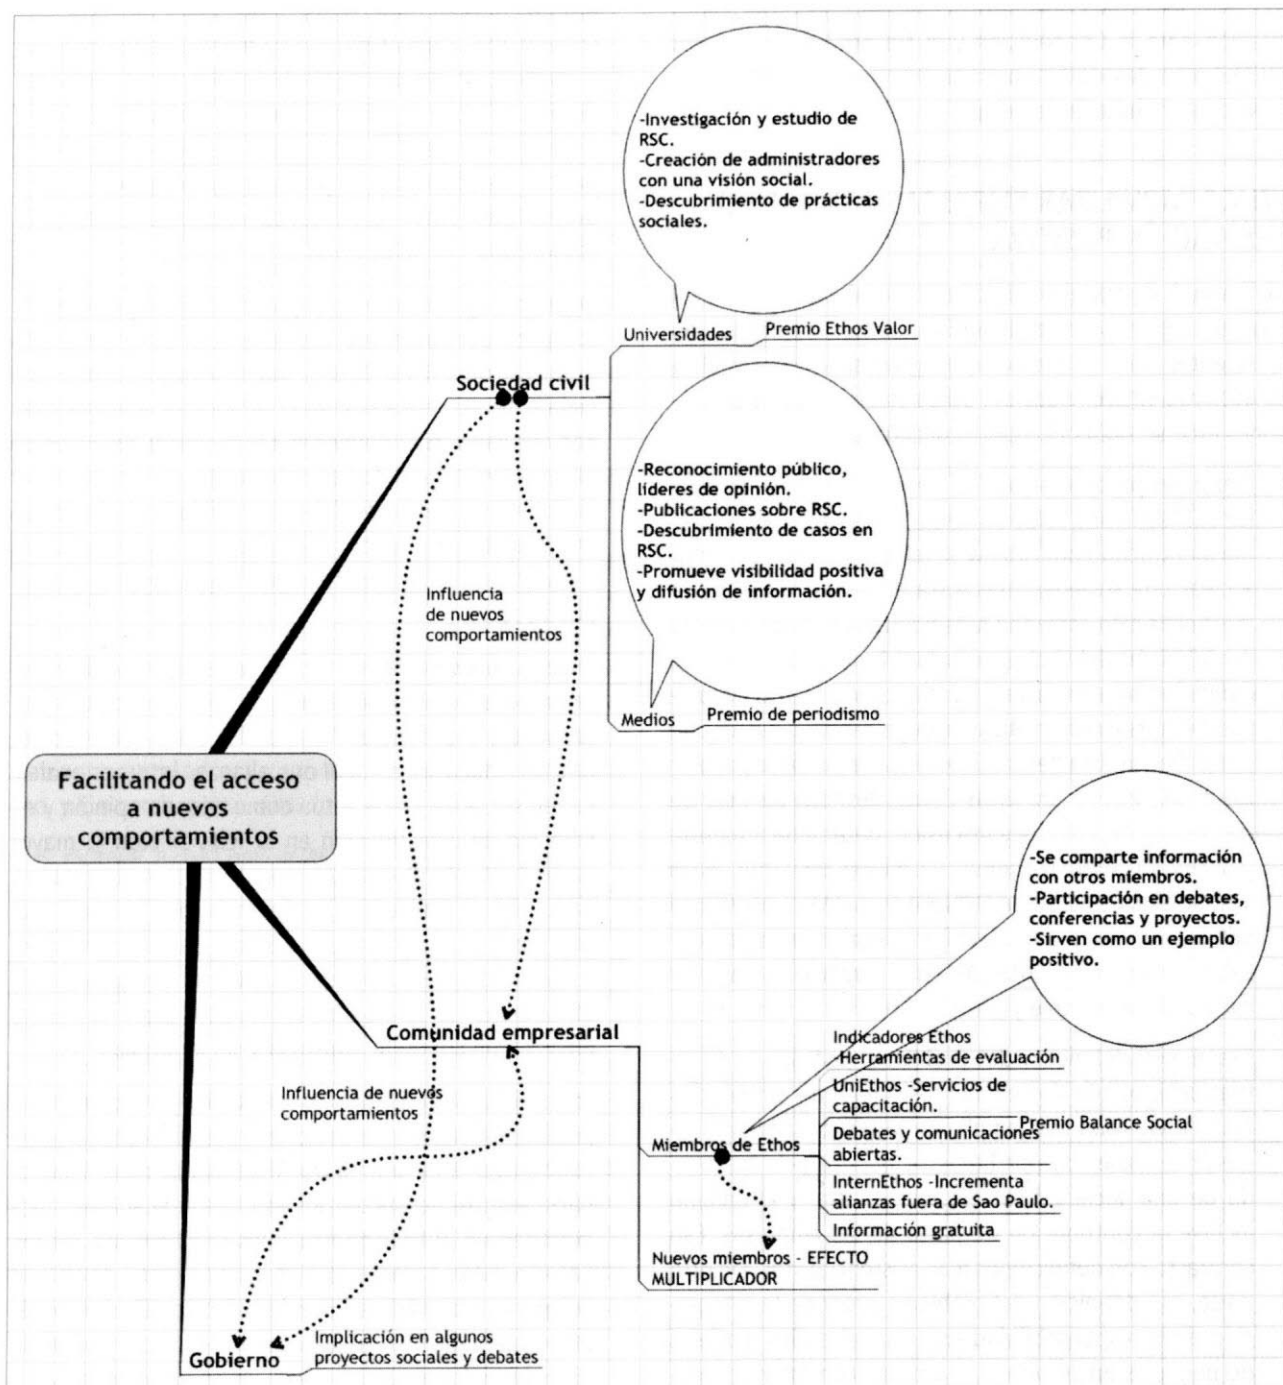 -Investigación y estudio de
RSC.
-Creación de administradores
con una visión social.
-Descubrimiento de prácticas
sociales.
Universidades
Premio Ethos Valor
Sociedad civil
-Reconocimiento público,
líderes de opinión.
-Publicaciones sobre RSC.
-Descubrimiento de casos en
RSC.
-Promueve visibilidad positiva
y difusión de información.
Influencia
de nuevos
comportamientos
Medios
Premio de periodismo
Facilitando el acceso
a nuevos
comportamientos
-Se comparte información
con otros miembros.
-Participación en debates,
conferencias y proyectos.
-Sirven como un ejemplo
positivo.
Comunidad empresarial
Influencia de nuevos
comportamientos
Miembros de Ethos
Indicadores Ethos
-Herramientas de evaluación
UniEthos -Servicios de
capacitación.
Premio Balance Social
Debates y comunicaciones
abiertas.
InternEthos -Incrementa
alianzas fuera de Sao Paulo.
Información gratuita
Nuevos miembros - EFECTO
MULTIPLICADOR
Gobierno
Implicación en algunos
proyectos sociales y debates